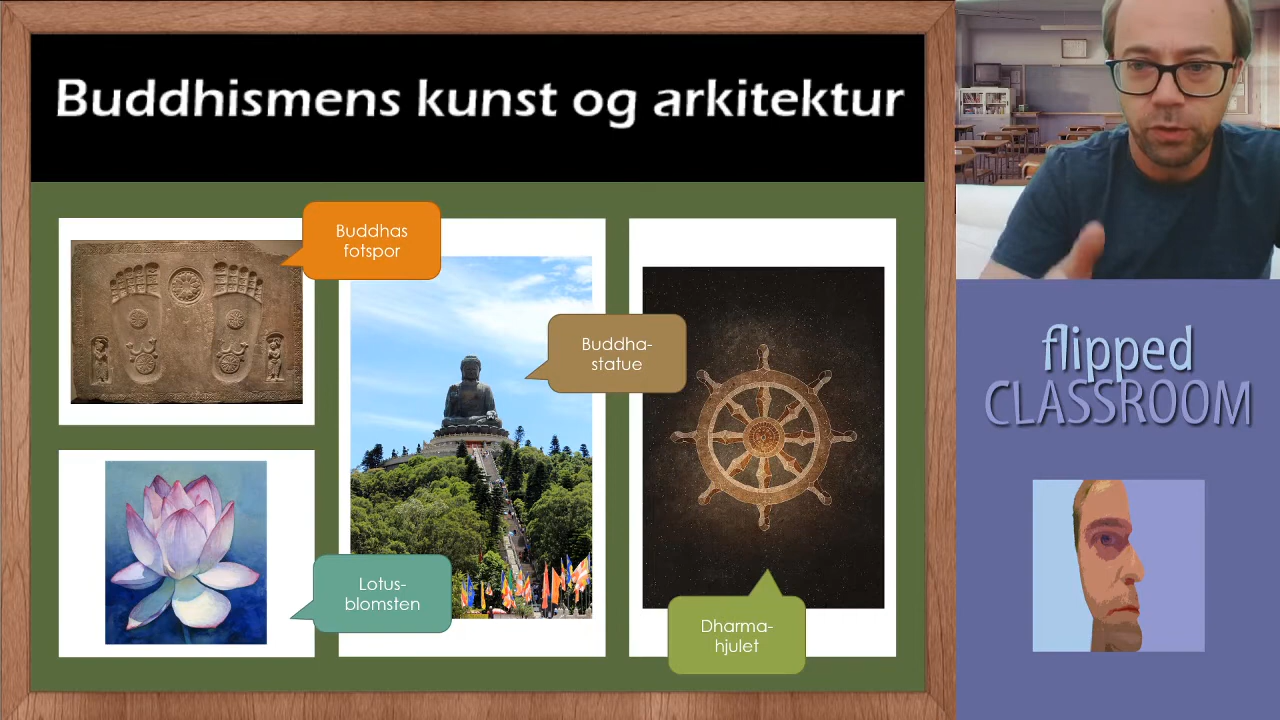 Buddhismens kunst og arkitektur
Buddhas
fotspor
Buddha-
statue
Lotus-
blomsten
Dharma-
hjulet
flipped
CLASSROOM